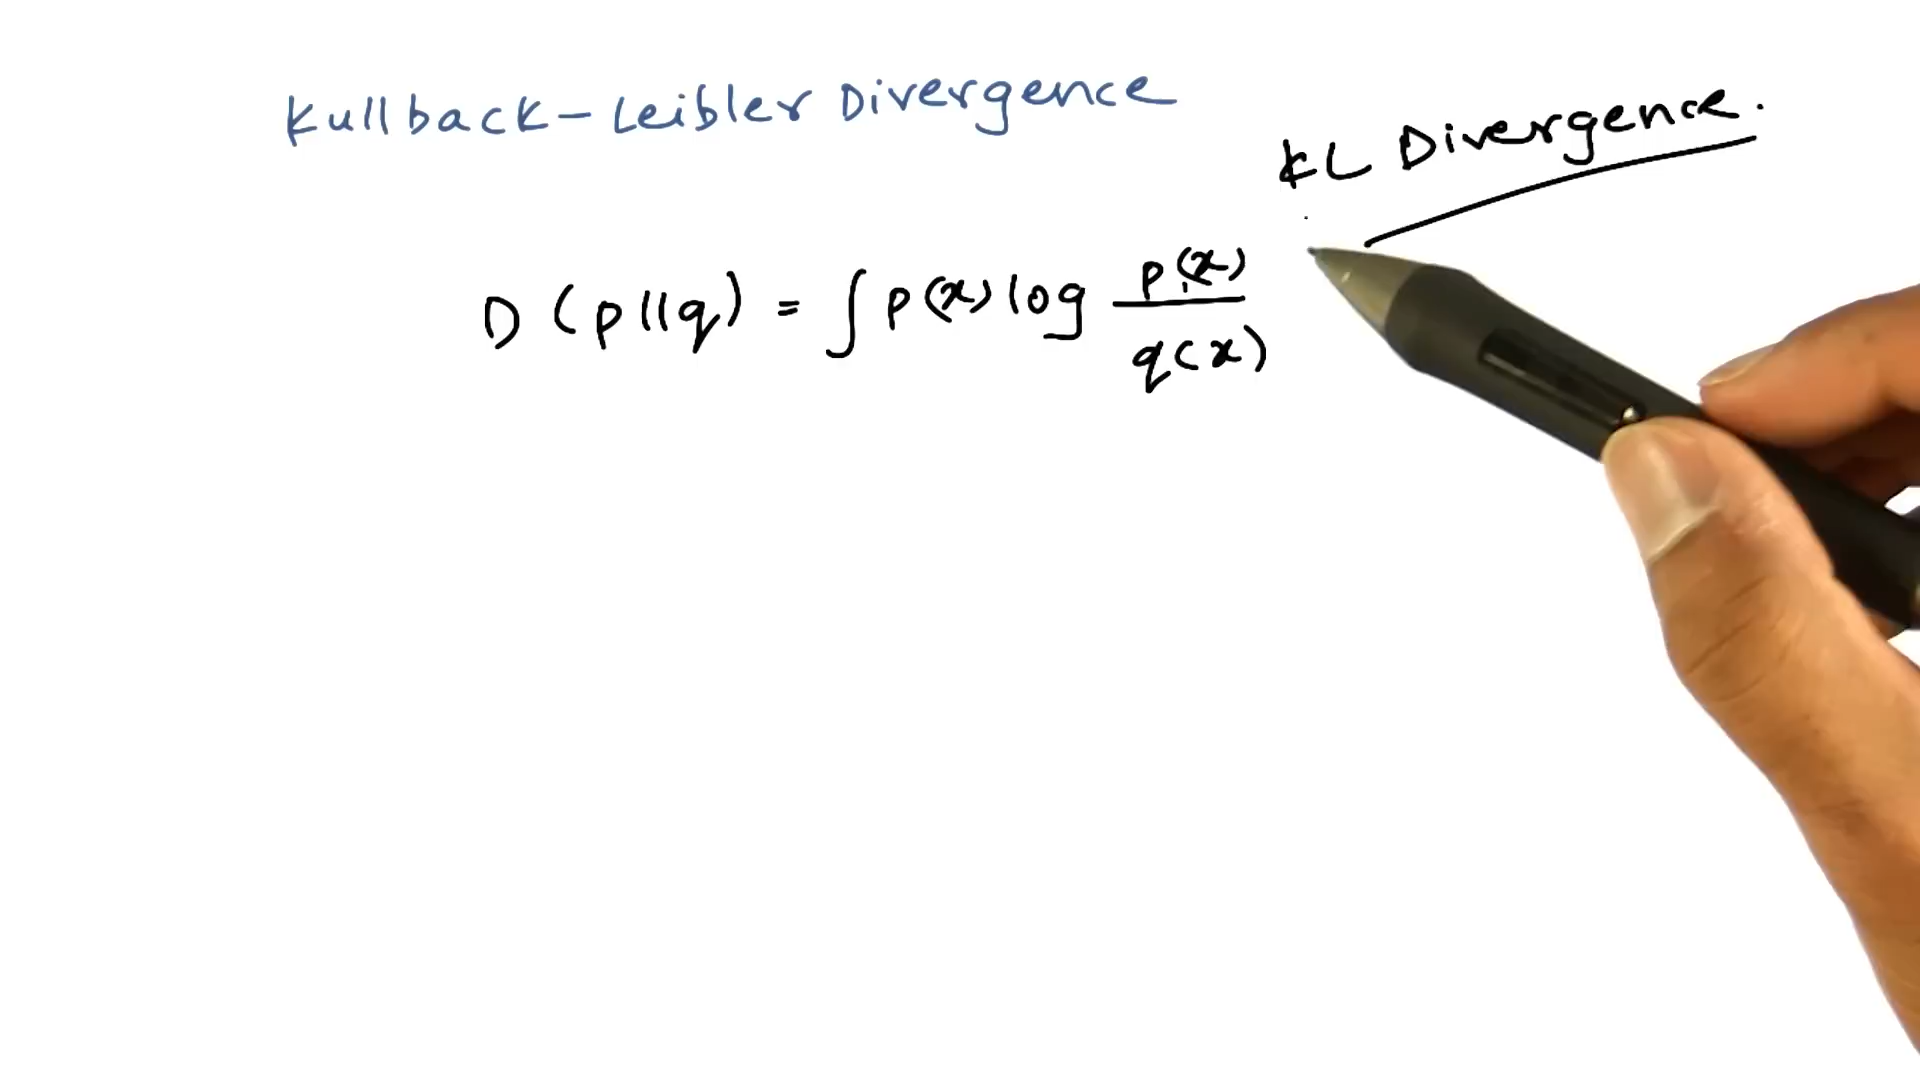 Kullback-Leibler Divergence
KL Divergence.
D (p||q) = ∫ p(x) log p(x)/q(x)